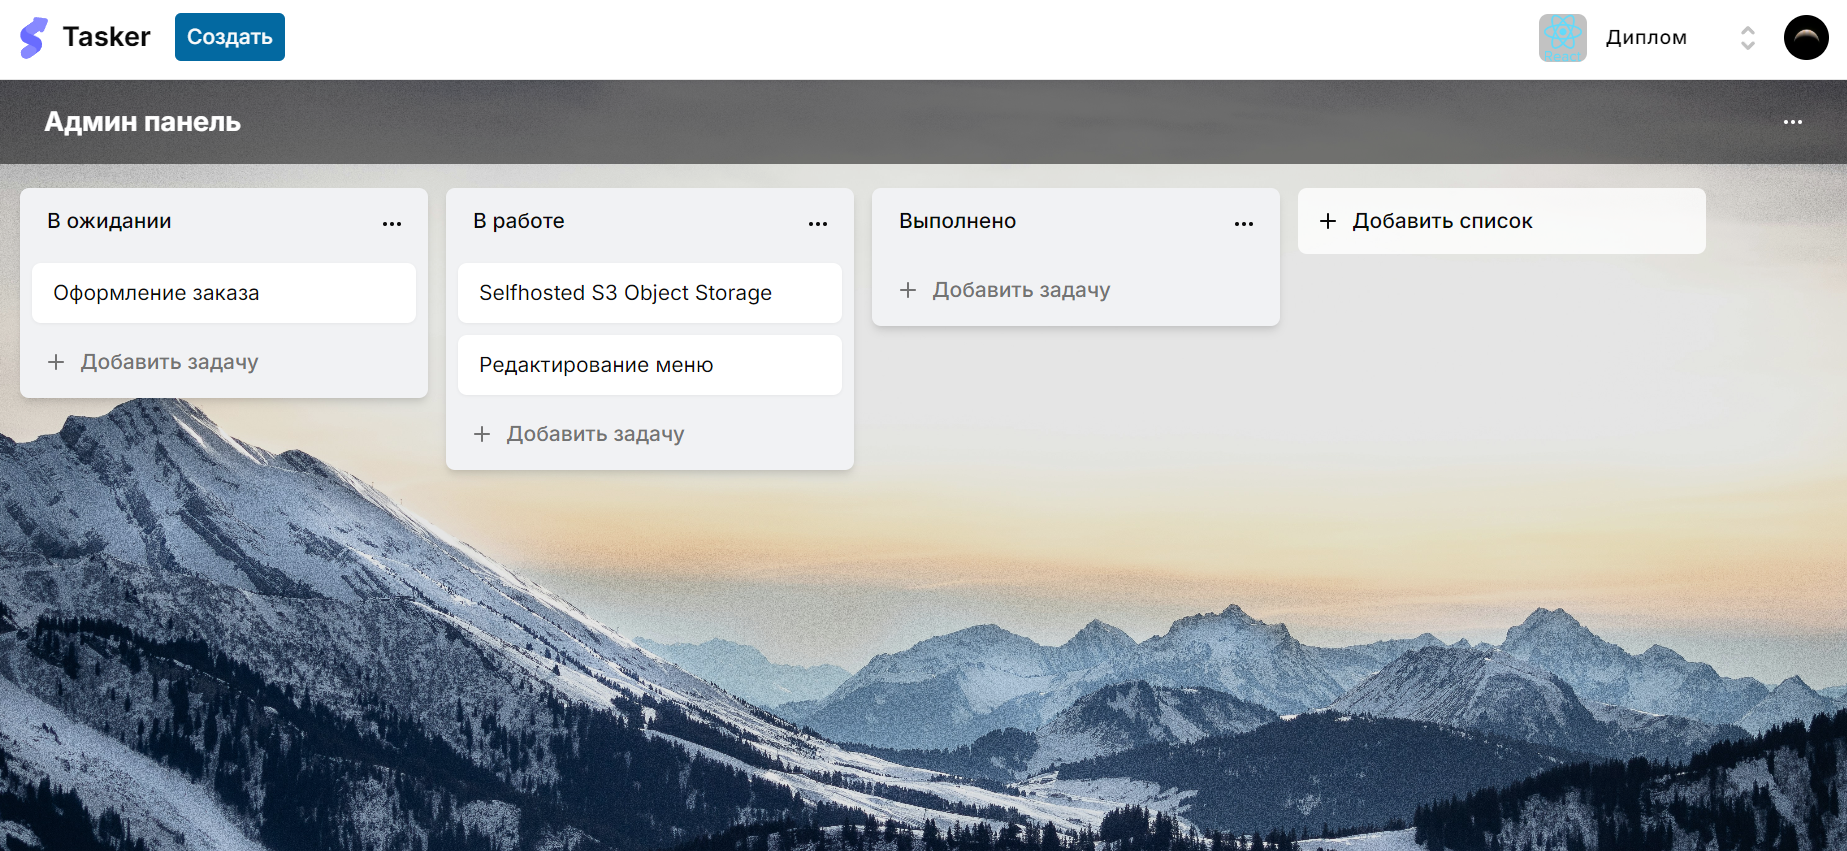 Tasker
Создать
React
Диплом
Админ панель
В ожидании
Оформление заказа
Добавить задачу
В работе
Selfhosted S3 Object Storage
Редактирование меню
Добавить задачу
Выполнено
Добавить задачу
Добавить список